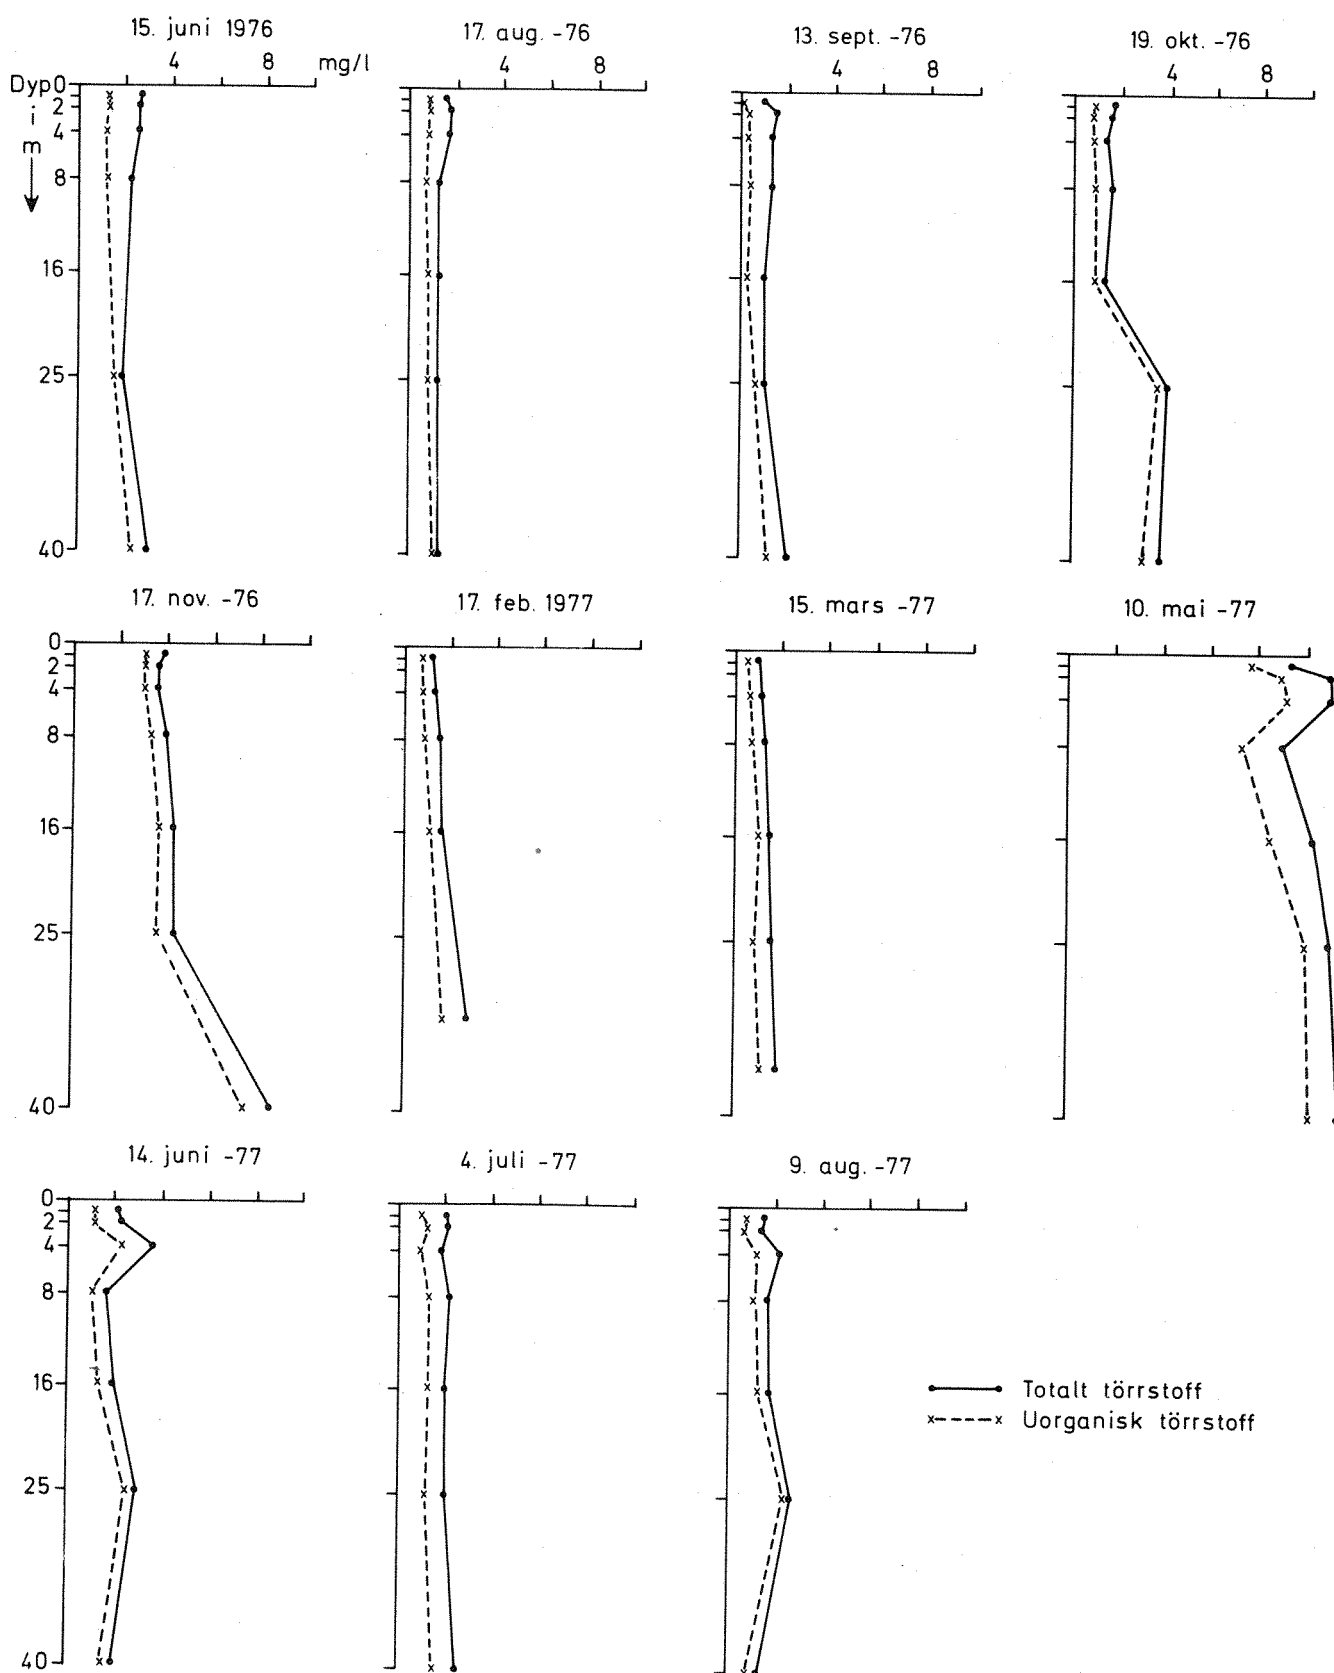 15. juni 1976
17. aug. -76
13. sept. -76
19. okt. -76
4 8 mg/l
4 8
4 8
4 8
Dyp 0
i 2
m 4
8
16
25
40
17. nov. -76
17. feb. 1977
15. mars -77
10. mai -77
0
2
4
8
16
25
40
14. juni -77
4. juli -77
9. aug. -77
0
2
4
8
16
25
40
Totalt törrstoff
Uorganisk törrstoff